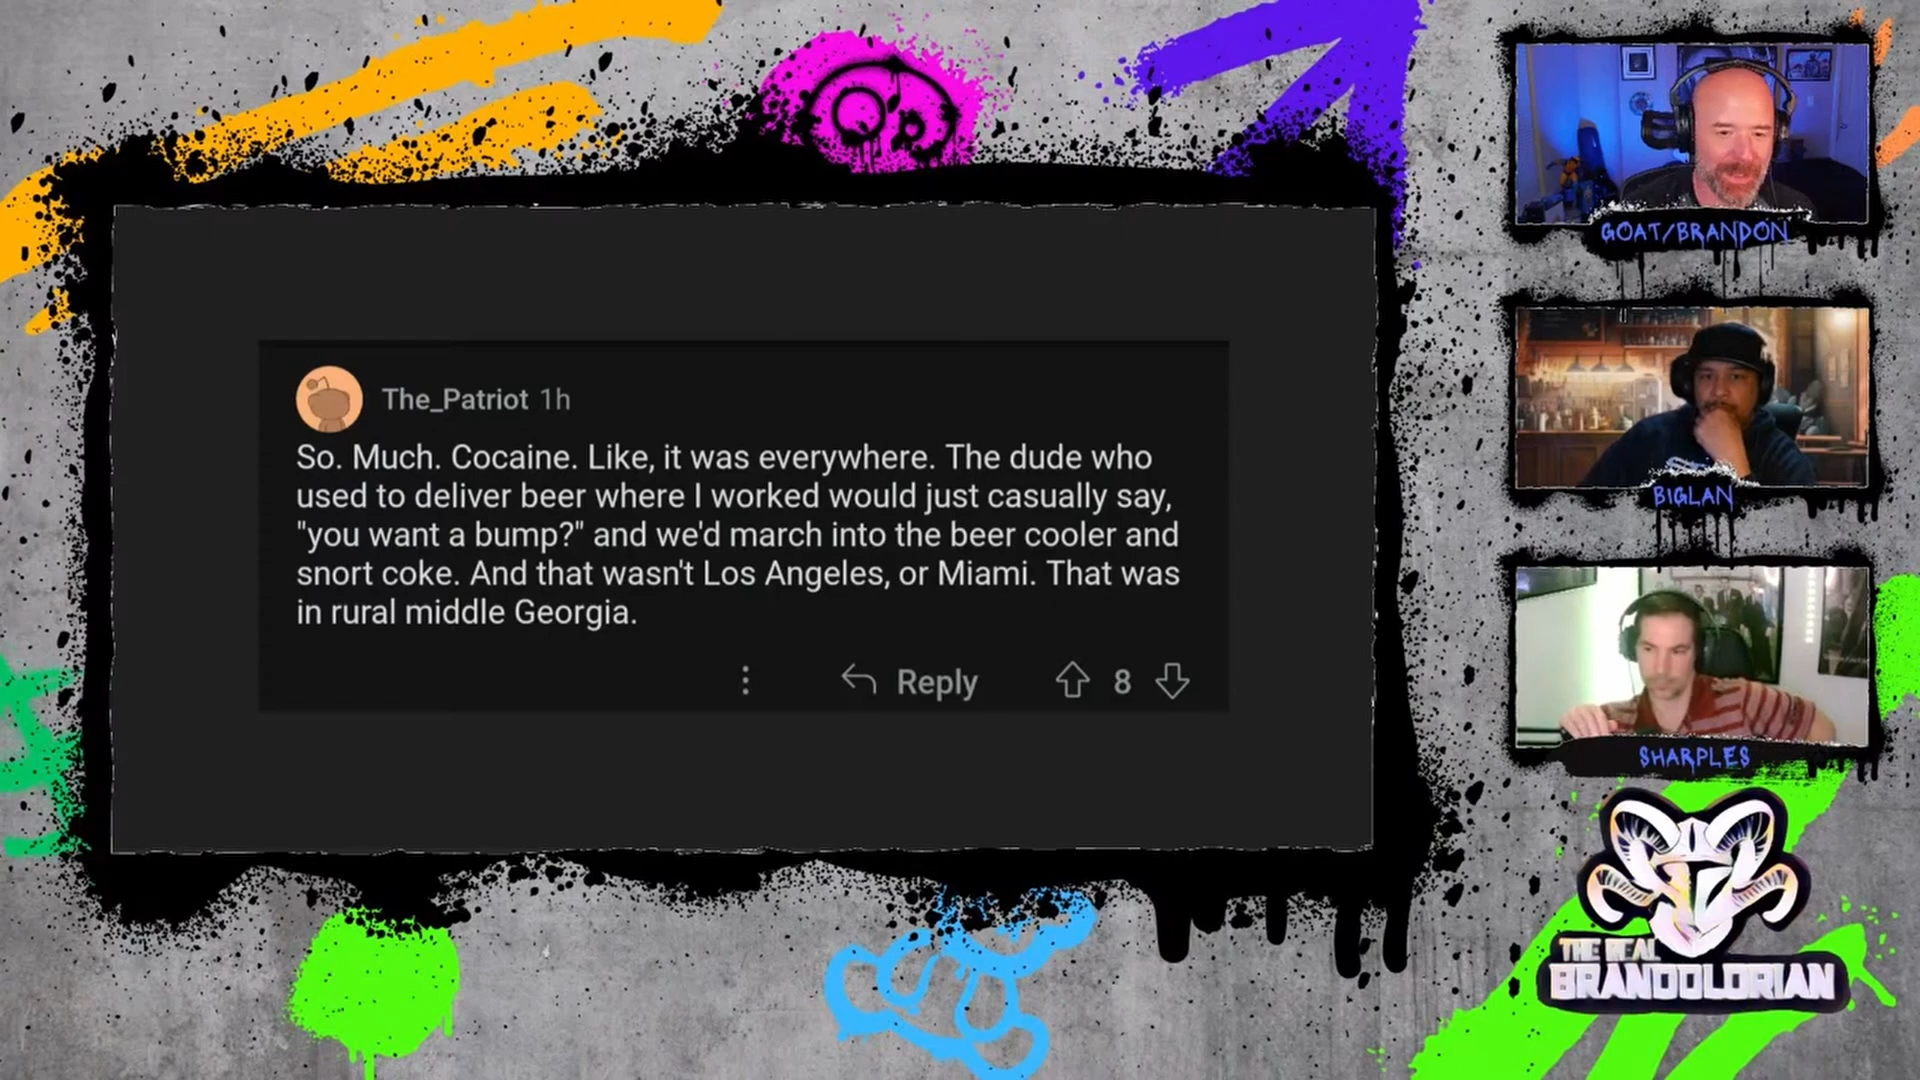 The_Patriot 1h
So. Much. Cocaine. Like, it was everywhere. The dude who
used to deliver beer where I worked would just casually say,
"you want a bump?" and we'd march into the beer cooler and
snort coke. And that wasn't Los Angeles, or Miami. That was
in rural middle Georgia.
Reply 8
GOAT/BRANDON
BIGLAN
SHARPLES
THE REAL
BRANDOLORIAN